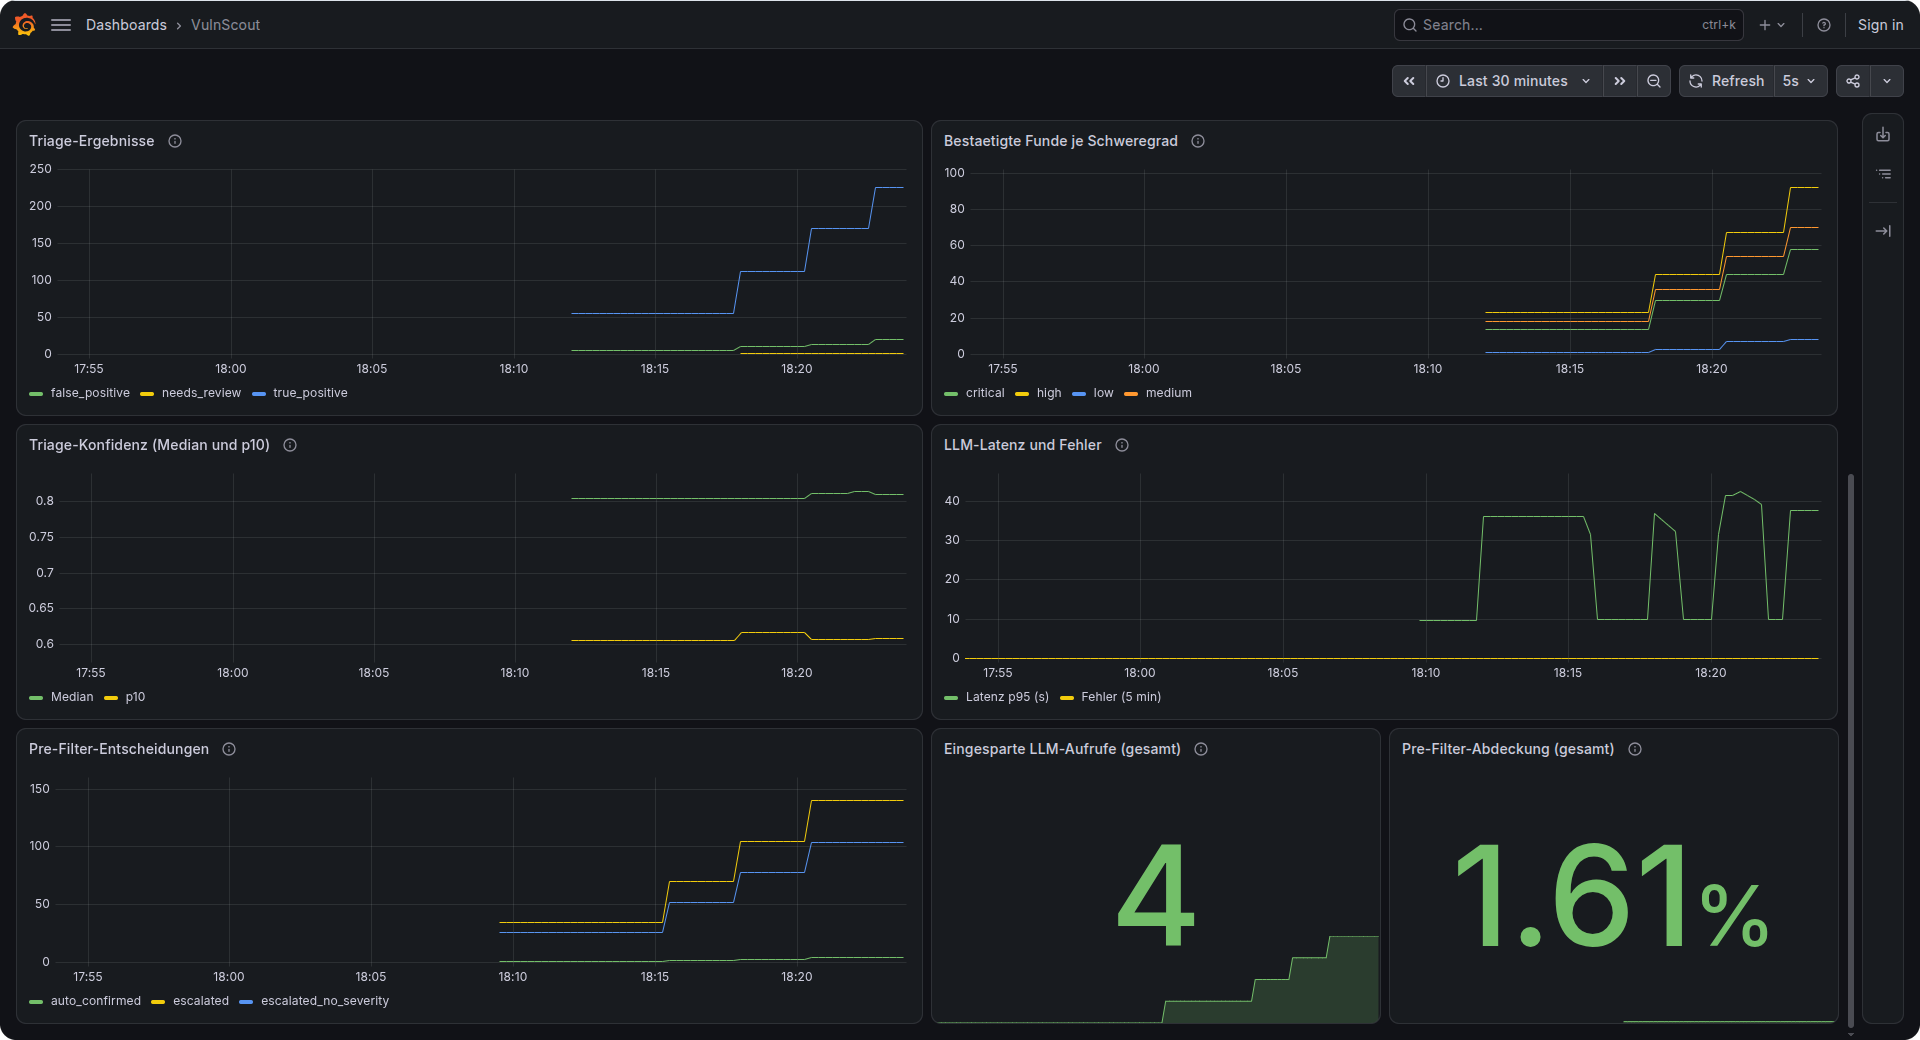 Dashboards › VulnScout
Search... ctrl+k
Sign in
Last 30 minutes
Refresh 5s
Triage-Ergebnisse
250
200
150
100
50
0
17:55 18:00 18:05 18:10 18:15 18:20
false_positive needs_review true_positive
Bestaetigte Funde je Schweregrad
100
80
60
40
20
0
17:55 18:00 18:05 18:10 18:15 18:20
critical high low medium
Triage-Konfidenz (Median und p10)
0.8
0.75
0.7
0.65
0.6
17:55 18:00 18:05 18:10 18:15 18:20
Median p10
LLM-Latenz und Fehler
40
30
20
10
0
17:55 18:00 18:05 18:10 18:15 18:20
Latenz p95 (s) Fehler (5 min)
Pre-Filter-Entscheidungen
150
100
50
0
17:55 18:00 18:05 18:10 18:15 18:20
auto_confirmed escalated escalated_no_severity
Eingesparte LLM-Aufrufe (gesamt)
4
Pre-Filter-Abdeckung (gesamt)
1.61%